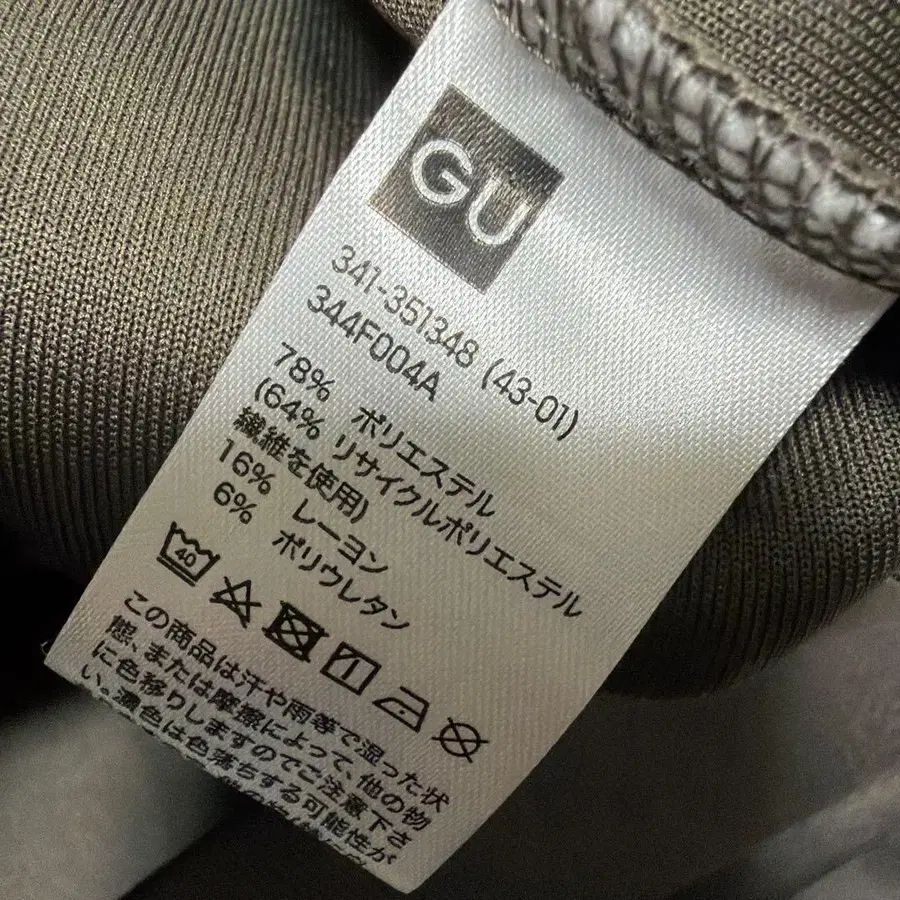 GU
341-351348 (43-01)
344F004A
78% ポリエステル
(64% リサイクルポリエステル
繊維を使用)
16% レーヨン
6% ポリウレタン
40
この商品は汗や雨等で湿った状
態、または摩擦によって、他の物
に色移りしますのでご注意下さ
い。濃色は色落ちする可能性が